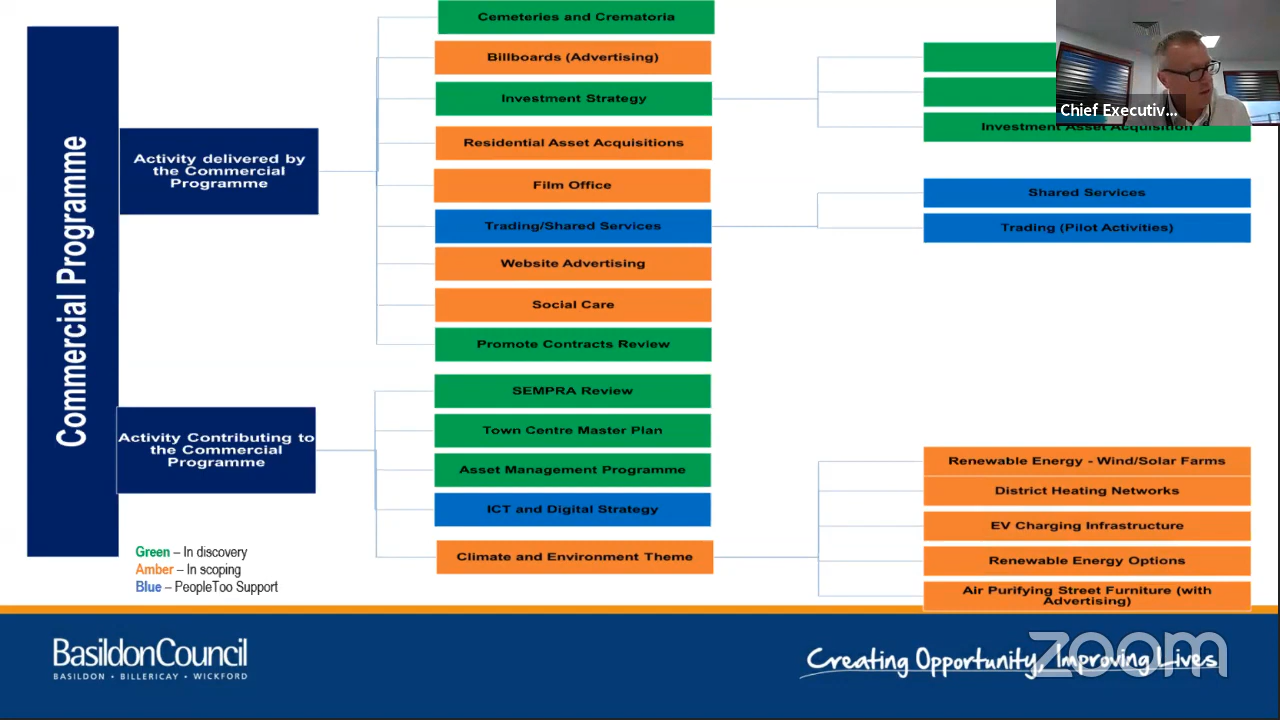 Commercial Programme
Activity delivered by
the Commercial
Programme
Cemeteries and Crematoria
Billboards (Advertising)
Investment Strategy
Residential Asset Acquisitions
Film Office
Trading/Shared Services
Website Advertising
Social Care
Promote Contracts Review
Chief Executiv...
Investment Asset Acquisition
Shared Services
Trading (Pilot Activities)
Activity Contributing to
the Commercial
Programme
SEMPRA Review
Town Centre Master Plan
Asset Management Programme
ICT and Digital Strategy
Climate and Environment Theme
Renewable Energy - Wind/Solar Farms
District Heating Networks
EV Charging Infrastructure
Renewable Energy Options
Air Purifying Street Furniture (with
Advertising)
Green – In discovery
Amber – In scoping
Blue – PeopleToo Support
BasildonCouncil
BASILDON • BILLERICAY • WICKFORD
Creating Opportunity, Improving Lives
zoom